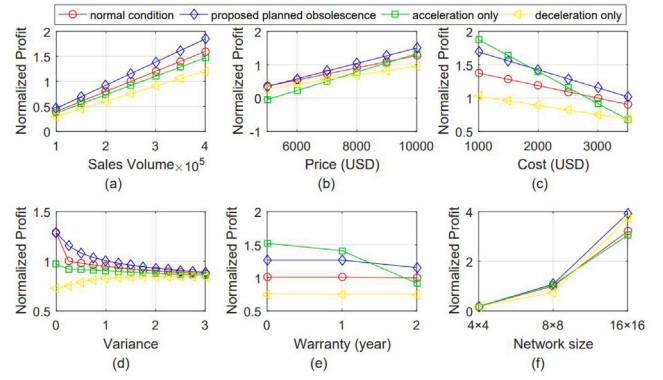 normal condition proposed planned obsolescence acceleration only deceleration only
Normalized Profit
2
1.5
1
0.5
0
1 2 3 4
Sales Volume×10^5
(a)
Normalized Profit
2
1
0
-1
6000 8000 10000
Price (USD)
(b)
Normalized Profit
2
1.5
1
0.5
1000 2000 3000
Cost (USD)
(c)
Normalized Profit
1.5
1
0.5
0 1 2 3
Variance
(d)
Normalized Profit
2
1.5
1
0.5
0 1 2
Warranty (year)
(e)
Normalized Profit
4
2
0
4×4 8×8 16×16
Network size
(f)